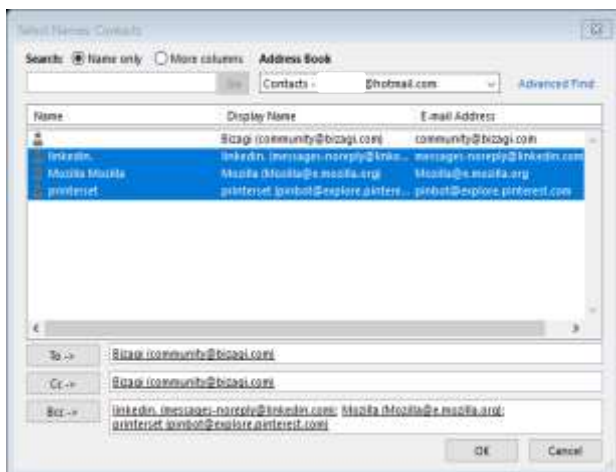 Select Names: Contacts
Search: Name only More columns Address Book
Go Contacts - @hotmail.com Advanced Find
Name Display Name E-mail Address
Bizagi (community@bizagi.com) community@bizagi.com
linkedin. linkedin. (messages-noreply@linke... messages-noreply@linkedin.com
Mozilla Mozilla Mozilla (Mozilla@e.mozilla.org) Mozilla@e.mozilla.org
printerset printerset (pinbot@explore.pintere... pinbot@explore.pinterest.com
To -> Bizagi (community@bizagi.com)
Cc -> Bizagi (community@bizagi.com)
Bcc -> linkedin. (messages-noreply@linkedin.com); Mozilla (Mozilla@e.mozilla.org);
printerset (pinbot@explore.pinterest.com)
OK Cancel